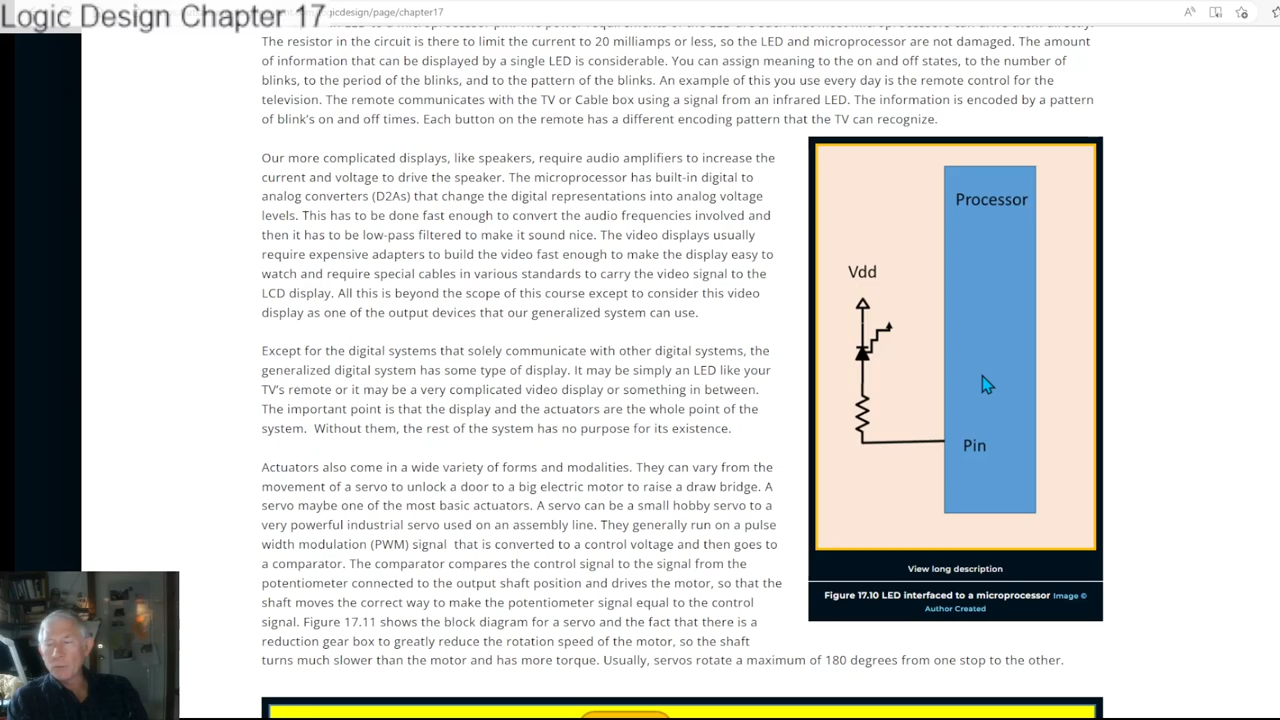 Logic Design Chapter 17
gicdesign/page/chapter17
The resistor in the circuit is there to limit the current to 20 milliamps or less, so the LED and microprocessor are not damaged. The amount
of information that can be displayed by a single LED is considerable. You can assign meaning to the on and off states, to the number of
blinks, to the period of the blinks, and to the pattern of the blinks. An example of this you use every day is the remote control for the
television. The remote communicates with the TV or Cable box using a signal from an infrared LED. The information is encoded by a pattern
of blink's on and off times. Each button on the remote has a different encoding pattern that the TV can recognize.
Our more complicated displays, like speakers, require audio amplifiers to increase the
current and voltage to drive the speaker. The microprocessor has built-in digital to
analog converters (D2As) that change the digital representations into analog voltage
levels. This has to be done fast enough to convert the audio frequencies involved and
then it has to be low-pass filtered to make it sound nice. The video displays usually
require expensive adapters to build the video fast enough to make the display easy to
watch and require special cables in various standards to carry the video signal to the
LCD display. All this is beyond the scope of this course except to consider this video
display as one of the output devices that our generalized system can use.
Except for the digital systems that solely communicate with other digital systems, the
generalized digital system has some type of display. It may be simply an LED like your
TV's remote or it may be a very complicated video display or something in between.
The important point is that the display and the actuators are the whole point of the
system. Without them, the rest of the system has no purpose for its existence.
Actuators also come in a wide variety of forms and modalities. They can vary from the
movement of a servo to unlock a door to a big electric motor to raise a draw bridge. A
servo maybe one of the most basic actuators. A servo can be a small hobby servo to a
very powerful industrial servo used on an assembly line. They generally run on a pulse
width modulation (PWM) signal that is converted to a control voltage and then goes to
a comparator. The comparator compares the control signal to the signal from the
potentiometer connected to the output shaft position and drives the motor, so that the
shaft moves the correct way to make the potentiometer signal equal to the control
signal. Figure 17.11 shows the block diagram for a servo and the fact that there is a
reduction gear box to greatly reduce the rotation speed of the motor, so the shaft
turns much slower than the motor and has more torque. Usually, servos rotate a maximum of 180 degrees from one stop to the other.
Processor
Vdd
Pin
View long description
Figure 17.10 LED interfaced to a microprocessor Image ©
Author Created